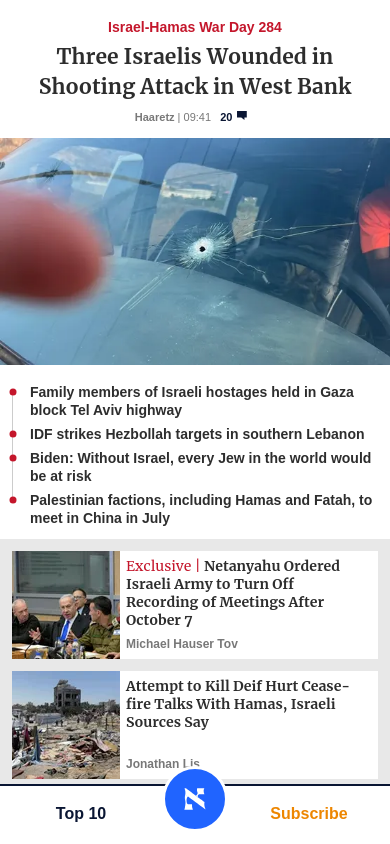 Israel-Hamas War Day 284
Three Israelis Wounded in
Shooting Attack in West Bank
Haaretz | 09:41 20
Family members of Israeli hostages held in Gaza
block Tel Aviv highway
IDF strikes Hezbollah targets in southern Lebanon
Biden: Without Israel, every Jew in the world would
be at risk
Palestinian factions, including Hamas and Fatah, to
meet in China in July
Exclusive | Netanyahu Ordered
Israeli Army to Turn Off
Recording of Meetings After
October 7
Michael Hauser Tov
Attempt to Kill Deif Hurt Cease-
fire Talks With Hamas, Israeli
Sources Say
Jonathan Lis
Top 10
א
Subscribe